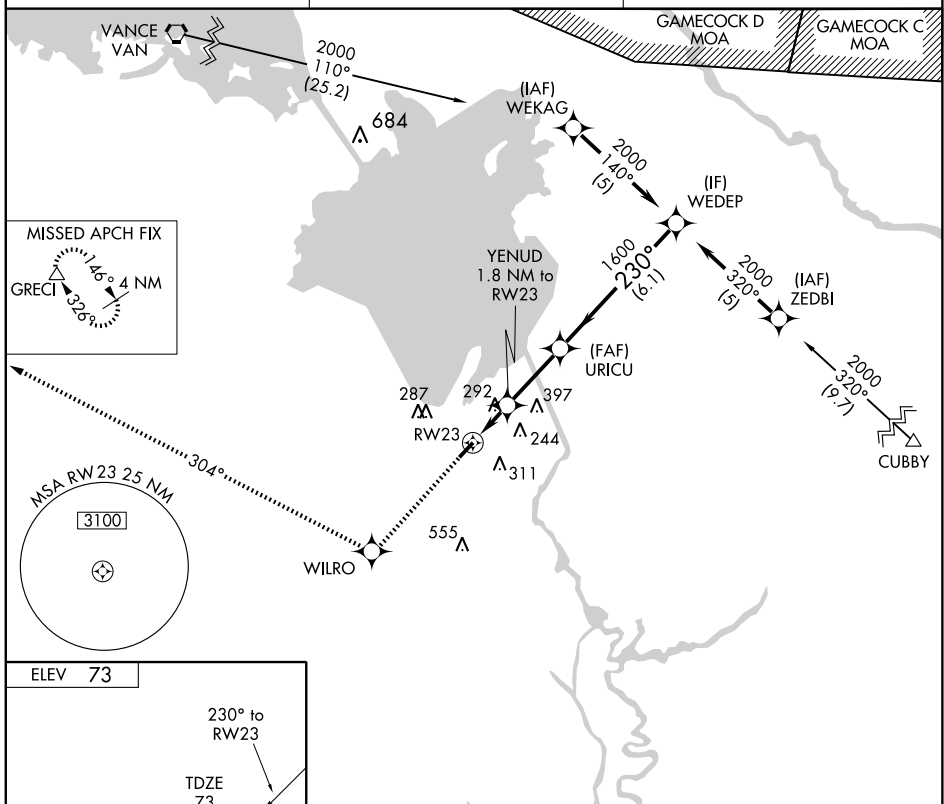 VANCE
VAN
2000
110°
(25.2)
GAMECOCK D
MOA
GAMECOCK C
MOA
684
(IAF)
WEKAG
2000
140°
(5)
(IF)
WEDEP
MISSED APCH FIX
GRECI
146°
4 NM
326°
YENUD
1.8 NM to
RW23
1600
230°
(6.1)
2000
320°
(5)
(IAF)
ZEDBI
(FAF)
URICU
2000
320°
(9.7)
CUBBY
287
292
397
RW23
244
311
304°
MSA RW23 25 NM
3100
555
WILRO
ELEV 73
230° to
RW23
TDZE
73